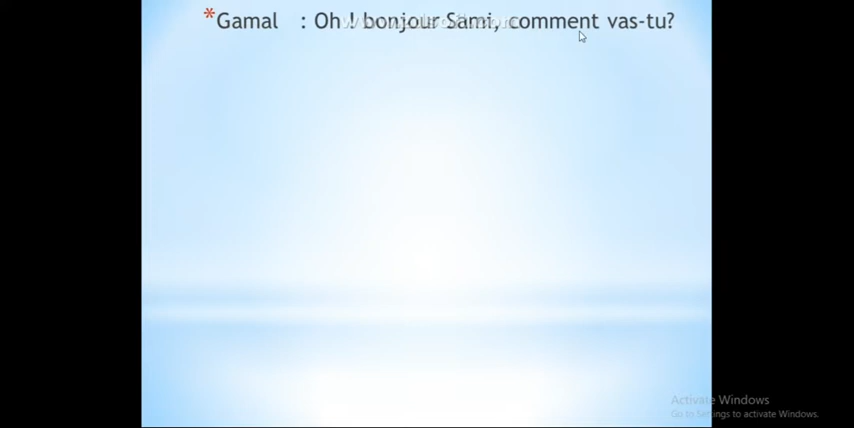 *Gamal : Oh ! bonjour Sami, comment vas-tu?
Activate Windows
Go to Settings to activate Windows.